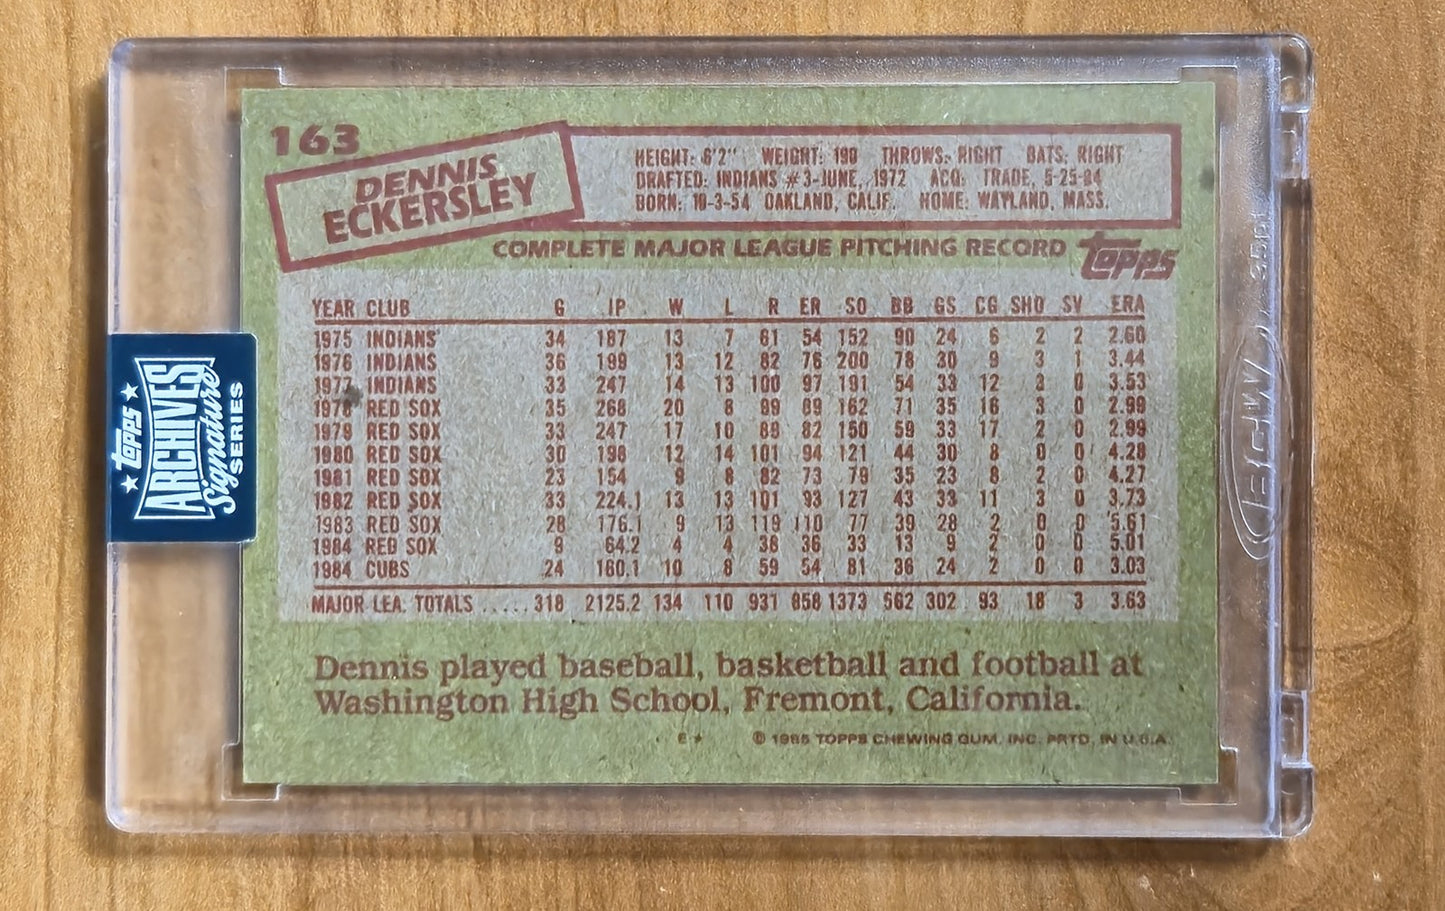 163
DENNIS
ECKERSLEY
HEIGHT: 6'2" WEIGHT: 190 THROWS: RIGHT BATS: RIGHT
DRAFTED: INDIANS #3-JUNE, 1972 ACQ: TRADE, 5-25-84
BORN: 10-3-54 OAKLAND, CALIF. HOME: WAYLAND, MASS.
COMPLETE MAJOR LEAGUE PITCHING RECORD
Topps
YEAR CLUB G IP W L R ER SO BB GS CG SHO SV ERA
1975 INDIANS 34 187 13 7 61 54 152 90 24 6 2 2 2.60
1976 INDIANS 36 199 13 12 82 76 200 78 30 9 3 1 3.44
1977 INDIANS 33 247 14 13 100 97 191 54 33 12 3 0 3.53
1978 RED SOX 35 268 20 8 99 89 162 71 35 16 3 0 2.99
1979 RED SOX 33 247 17 10 89 82 150 59 33 17 2 0 2.99
1980 RED SOX 30 198 12 14 101 94 121 44 30 8 0 0 4.28
1981 RED SOX 23 154 9 8 82 73 79 35 23 8 2 0 4.27
1982 RED SOX 33 224.1 13 13 101 93 127 43 33 11 3 0 3.73
1983 RED SOX 28 176.1 9 13 119 110 77 39 28 2 0 0 5.61
1984 RED SOX 9 64.2 4 4 38 36 33 13 9 2 0 0 5.01
1984 CUBS 24 160.1 10 8 59 54 81 36 24 2 0 0 3.03
MAJOR LEA. TOTALS ..... 318 2125.2 134 110 931 858 1373 562 302 93 18 3 3.63
Dennis played baseball, basketball and football at
Washington High School, Fremont, California.
E★ © 1985 TOPPS CHEWING GUM, INC. PRTD. IN U.S.A.
★ Topps ★
ARCHIVES
Signature
SERIES
BCW